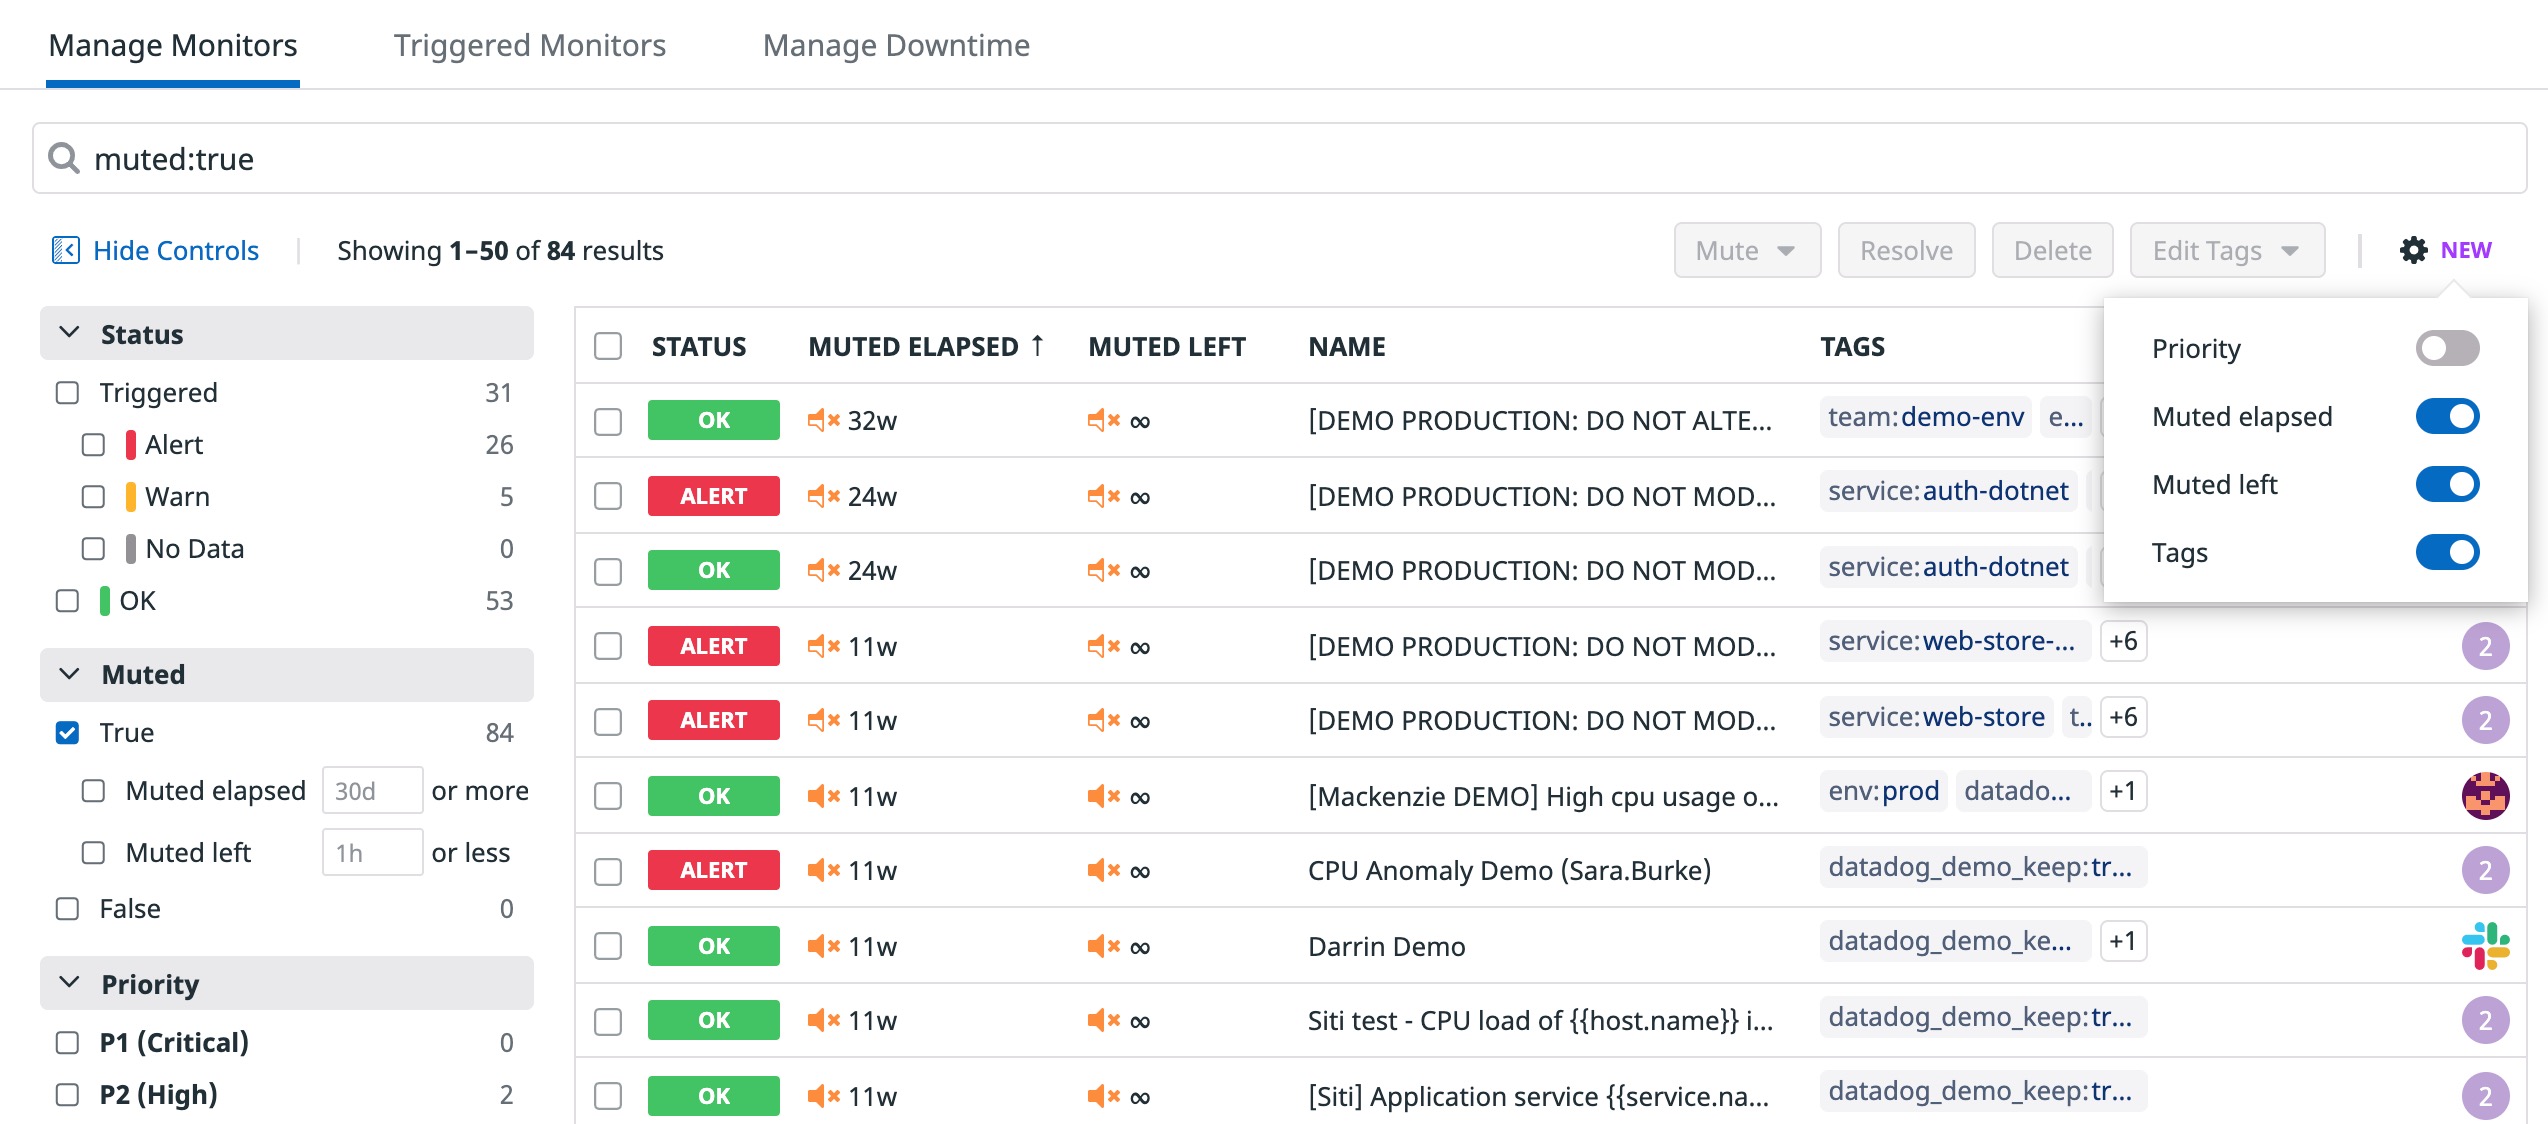 Manage Monitors Triggered Monitors Manage Downtime
muted:true
Hide Controls Showing 1–50 of 84 results Mute Resolve Delete Edit Tags NEW
Status
Triggered 31
Alert 26
Warn 5
No Data 0
OK 53
Muted
True 84
Muted elapsed 30d or more
Muted left 1h or less
False 0
Priority
P1 (Critical) 0
P2 (High) 2
STATUS MUTED ELAPSED ↑ MUTED LEFT NAME TAGS
OK 32w ∞ [DEMO PRODUCTION: DO NOT ALTE... team:demo-env e...
ALERT 24w ∞ [DEMO PRODUCTION: DO NOT MOD... service:auth-dotnet
OK 24w ∞ [DEMO PRODUCTION: DO NOT MOD... service:auth-dotnet
ALERT 11w ∞ [DEMO PRODUCTION: DO NOT MOD... service:web-store-... +6 2
ALERT 11w ∞ [DEMO PRODUCTION: DO NOT MOD... service:web-store t.. +6 2
OK 11w ∞ [Mackenzie DEMO] High cpu usage o... env:prod datado... +1
ALERT 11w ∞ CPU Anomaly Demo (Sara.Burke) datadog_demo_keep:tr... 2
OK 11w ∞ Darrin Demo datadog_demo_ke... +1
OK 11w ∞ Siti test - CPU load of {{host.name}} i... datadog_demo_keep:tr... 2
OK 11w ∞ [Siti] Application service {{service.na... datadog_demo_keep:tr... 2
Priority
Muted elapsed
Muted left
Tags